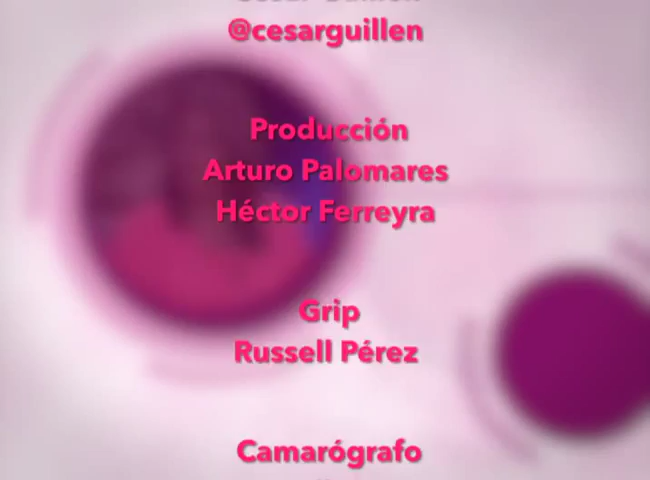 @cesarguillen
Producción
Arturo Palomares
Héctor Ferreyra
Grip
Russell Pérez
Camarógrafo